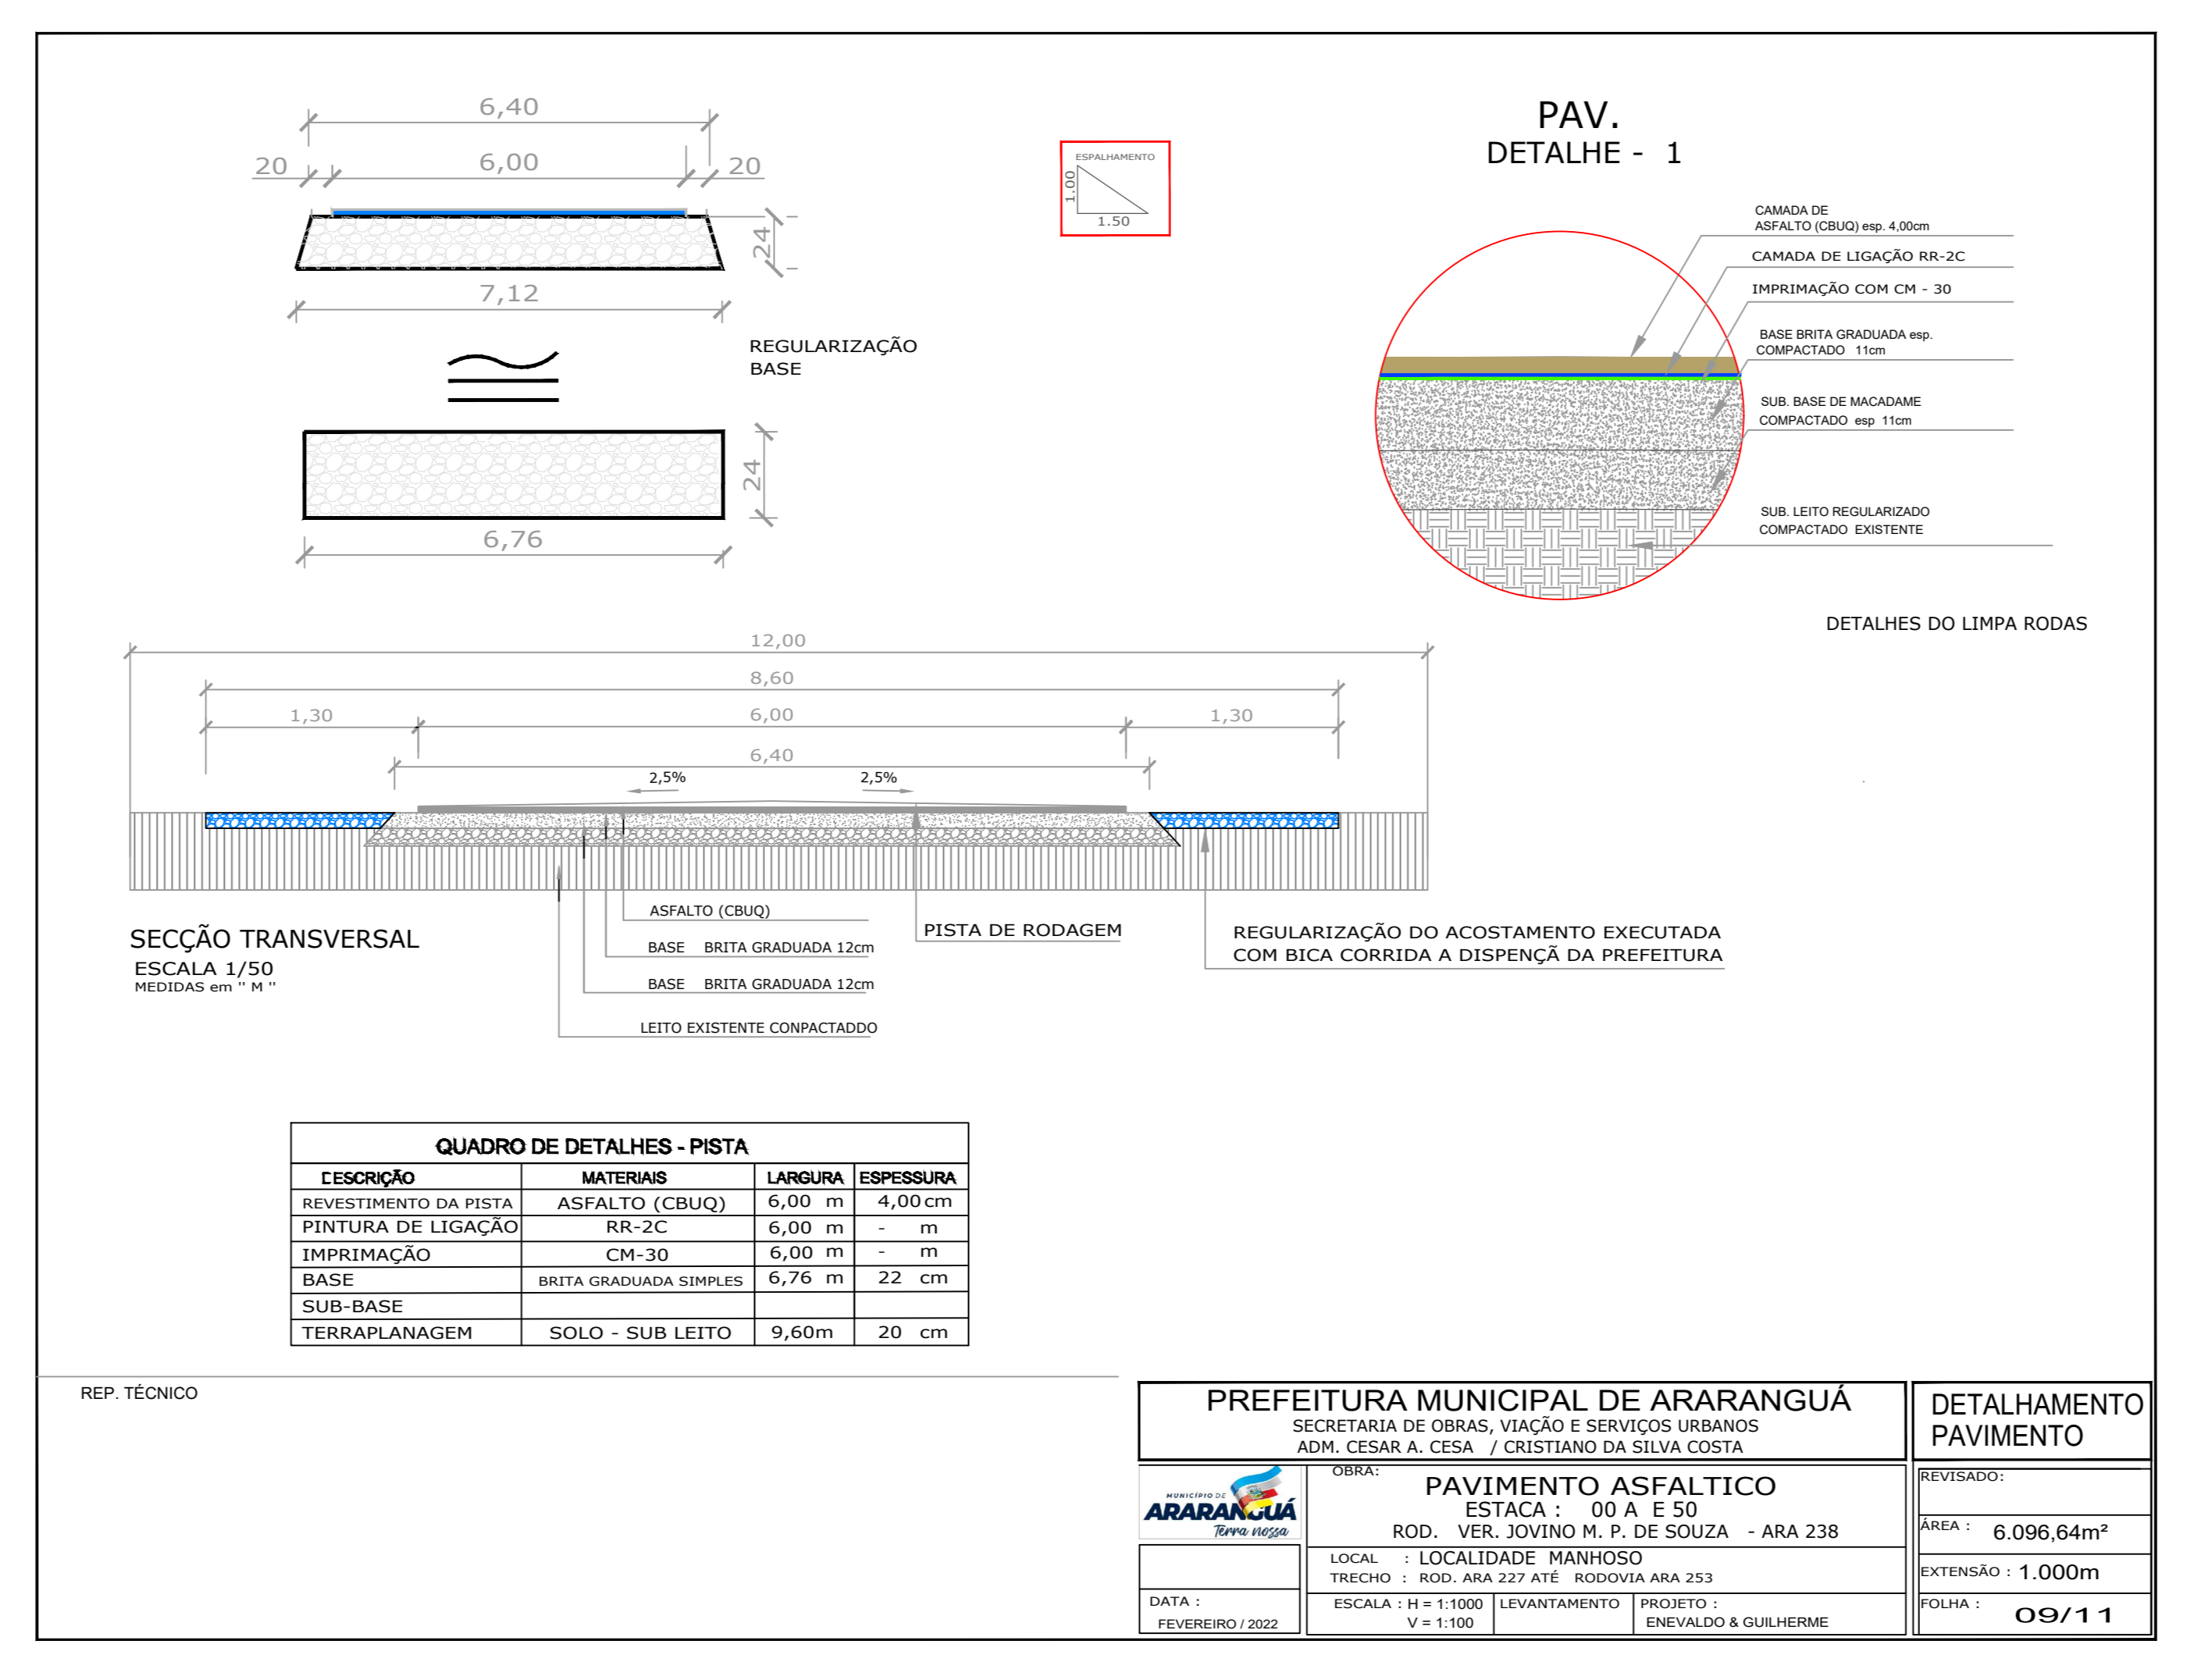 6,40
20
6,00
20
24
7,12
REGULARIZAÇÃO
BASE
24
6,76
ESPALHAMENTO
1.00
1.50
PAV.
DETALHE - 1
CAMADA DE
ASFALTO (CBUQ) esp. 4,00cm
CAMADA DE LIGAÇÃO RR-2C
IMPRIMAÇÃO COM CM - 30
BASE BRITA GRADUADA esp.
COMPACTADO 11cm
SUB. BASE DE MACADAME
COMPACTADO esp 11cm
SUB. LEITO REGULARIZADO
COMPACTADO EXISTENTE
DETALHES DO LIMPA RODAS
12,00
8,60
1,30
6,00
1,30
6,40
2,5%
2,5%
ASFALTO (CBUQ)
BASE BRITA GRADUADA 12cm
BASE BRITA GRADUADA 12cm
LEITO EXISTENTE CONPACTADDO
PISTA DE RODAGEM
REGULARIZAÇÃO DO ACOSTAMENTO EXECUTADA
COM BICA CORRIDA A DISPENÇÃ DA PREFEITURA
SECÇÃO TRANSVERSAL
ESCALA 1/50
MEDIDAS em " M "
QUADRO DE DETALHES - PISTA
DESCRIÇÃO MATERIAIS LARGURA ESPESSURA
REVESTIMENTO DA PISTA ASFALTO (CBUQ) 6,00 m 4,00 cm
PINTURA DE LIGAÇÃO RR-2C 6,00 m - m
IMPRIMAÇÃO CM-30 6,00 m - m
BASE BRITA GRADUADA SIMPLES 6,76 m 22 cm
SUB-BASE
TERRAPLANAGEM SOLO - SUB LEITO 9,60m 20 cm
REP. TÉCNICO
PREFEITURA MUNICIPAL DE ARARANGUÁ
SECRETARIA DE OBRAS, VIAÇÃO E SERVIÇOS URBANOS
ADM. CESAR A. CESA / CRISTIANO DA SILVA COSTA
DETALHAMENTO
PAVIMENTO
MUNICÍPIO DE
ARARANGUÁ
Terra nossa
OBRA:
PAVIMENTO ASFALTICO
ESTACA : 00 A E 50
ROD. VER. JOVINO M. P. DE SOUZA - ARA 238
LOCAL : LOCALIDADE MANHOSO
TRECHO : ROD. ARA 227 ATÉ RODOVIA ARA 253
DATA :
FEVEREIRO / 2022
ESCALA : H = 1:1000
V = 1:100
LEVANTAMENTO
PROJETO :
ENEVALDO & GUILHERME
REVISADO:
ÁREA : 6.096,64m²
EXTENSÃO : 1.000m
FOLHA : 09/11